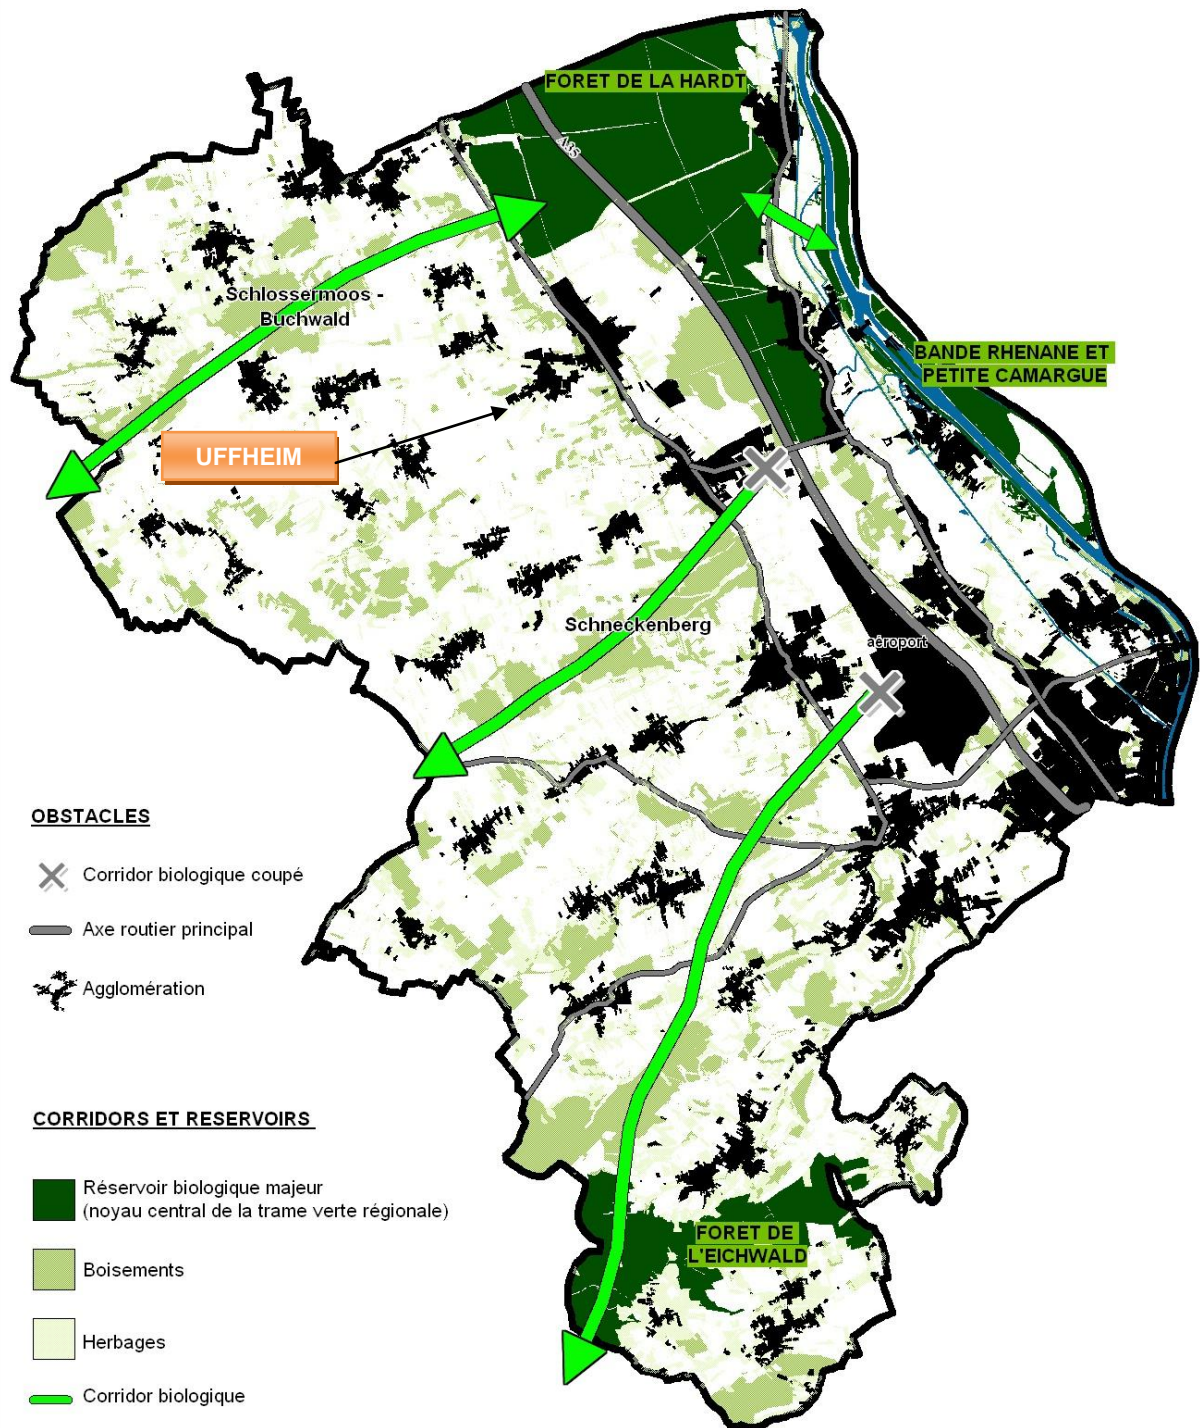 FORET DE LA HARDT
A35
Schlossermoos -
Buchwald
BANDE RHENANE ET
PETITE CAMARGUE
UFFHEIM
Schneckenberg
aéroport
OBSTACLES
Corridor biologique coupé
Axe routier principal
Agglomération
CORRIDORS ET RESERVOIRS
Réservoir biologique majeur
(noyau central de la trame verte régionale)
Boisements
Herbages
Corridor biologique
FORET DE
L'EICHWALD